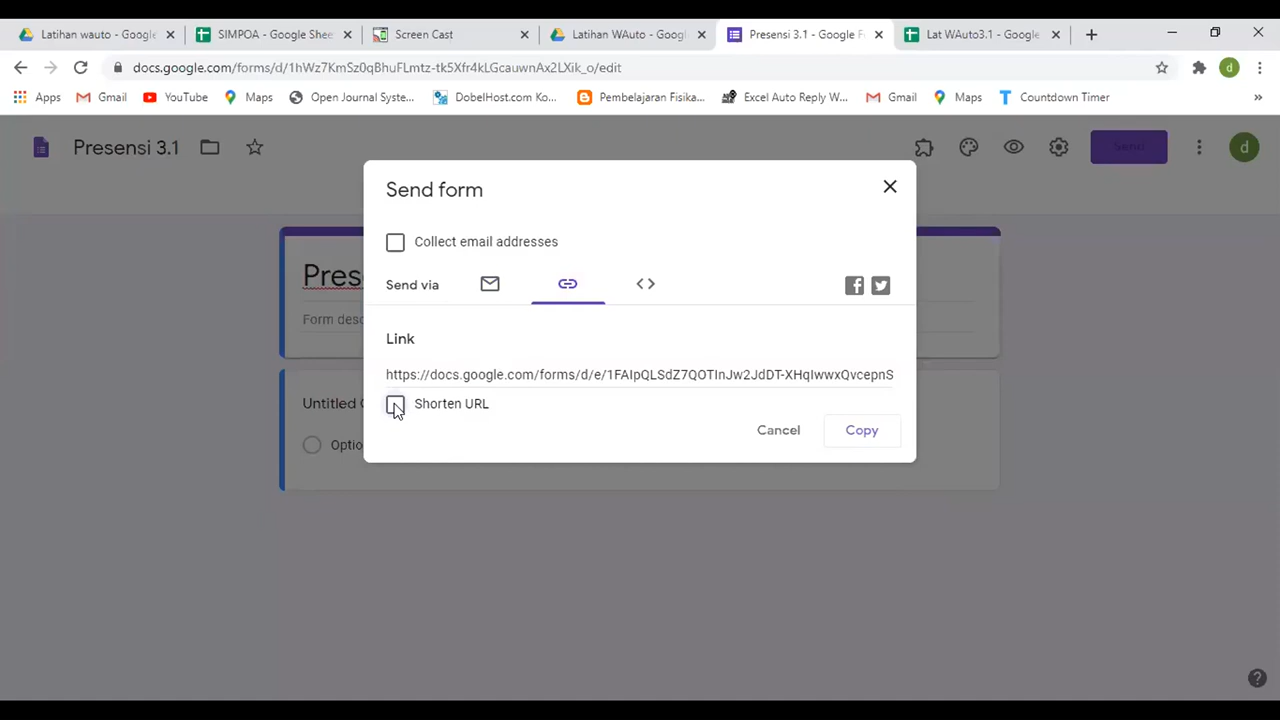 Latihan wauto - Google
SIMPOA - Google Shee
Screen Cast
Latihan WAuto - Google
Presensi 3.1 - Google F
Lat WAuto3.1 - Google
docs.google.com/forms/d/1hWz7KmSz0qBhuFLmtz-tk5Xfr4kLGcauwnAx2LXik_o/edit
d
Apps
Gmail
YouTube
Maps
Open Journal Syste...
DobelHost.com Ko...
Pembelajaran Fisika...
Excel Auto Reply W...
Gmail
Maps
Countdown Timer
»
Presensi 3.1
Send
d
Send form
Collect email addresses
Pres
Send via
Form desc
Link
https://docs.google.com/forms/d/e/1FAIpQLSdZ7QOTInJw2JdDT-XHqIwwxQvcepnS
Untitled
Shorten URL
Optio
Cancel
Copy